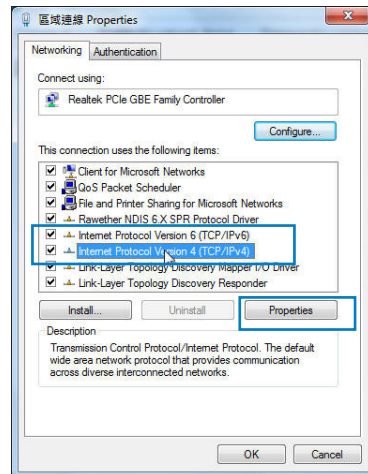 區域連線 Properties
Networking
Authentication
Connect using:
Realtek PCIe GBE Family Controller
Configure...
This connection uses the following items:
Client for Microsoft Networks
QoS Packet Scheduler
File and Printer Sharing for Microsoft Networks
Rawether NDIS 6.X SPR Protocol Driver
Internet Protocol Version 6 (TCP/IPv6)
Internet Protocol Version 4 (TCP/IPv4)
Link-Layer Topology Discovery Mapper I/O Driver
Link-Layer Topology Discovery Responder
Install...
Uninstall
Properties
Description
Transmission Control Protocol/Internet Protocol. The default
wide area network protocol that provides communication
across diverse interconnected networks.
OK
Cancel